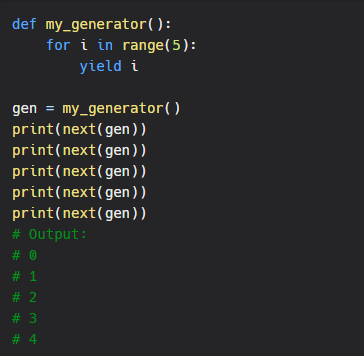 def my_generator():
    for i in range(5):
        yield i

gen = my_generator()
print(next(gen))
print(next(gen))
print(next(gen))
print(next(gen))
print(next(gen))
# Output:
# 0
# 1
# 2
# 3
# 4